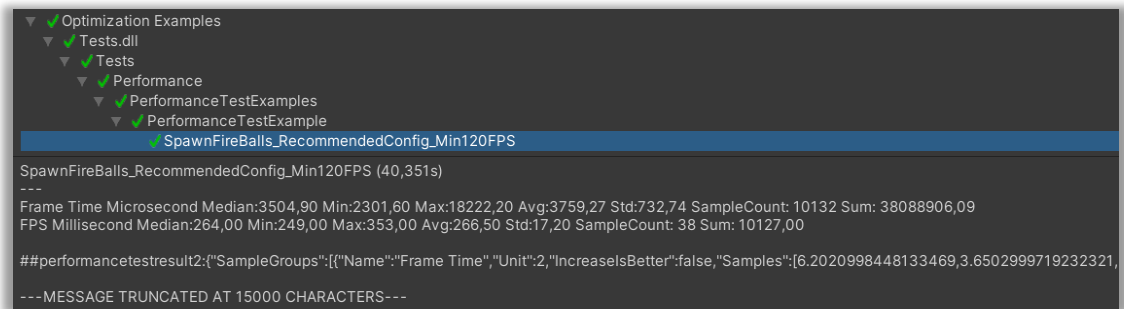 Optimization Examples
Tests.dll
Tests
Performance
PerformanceTestExamples
PerformanceTestExample
SpawnFireBalls_RecommendedConfig_Min120FPS
SpawnFireBalls_RecommendedConfig_Min120FPS (40,351s)
---
Frame Time Microsecond Median:3504,90 Min:2301,60 Max:18222,20 Avg:3759,27 Std:732,74 SampleCount: 10132 Sum: 38088906,09
FPS Millisecond Median:264,00 Min:249,00 Max:353,00 Avg:266,50 Std:17,20 SampleCount: 38 Sum: 10127,00
##performancetestresult2:{"SampleGroups":[{"Name":"Frame Time","Unit":2,"IncreaseIsBetter":false,"Samples":[6.2020998448133469,3.6502999719232321,
---MESSAGE TRUNCATED AT 15000 CHARACTERS---